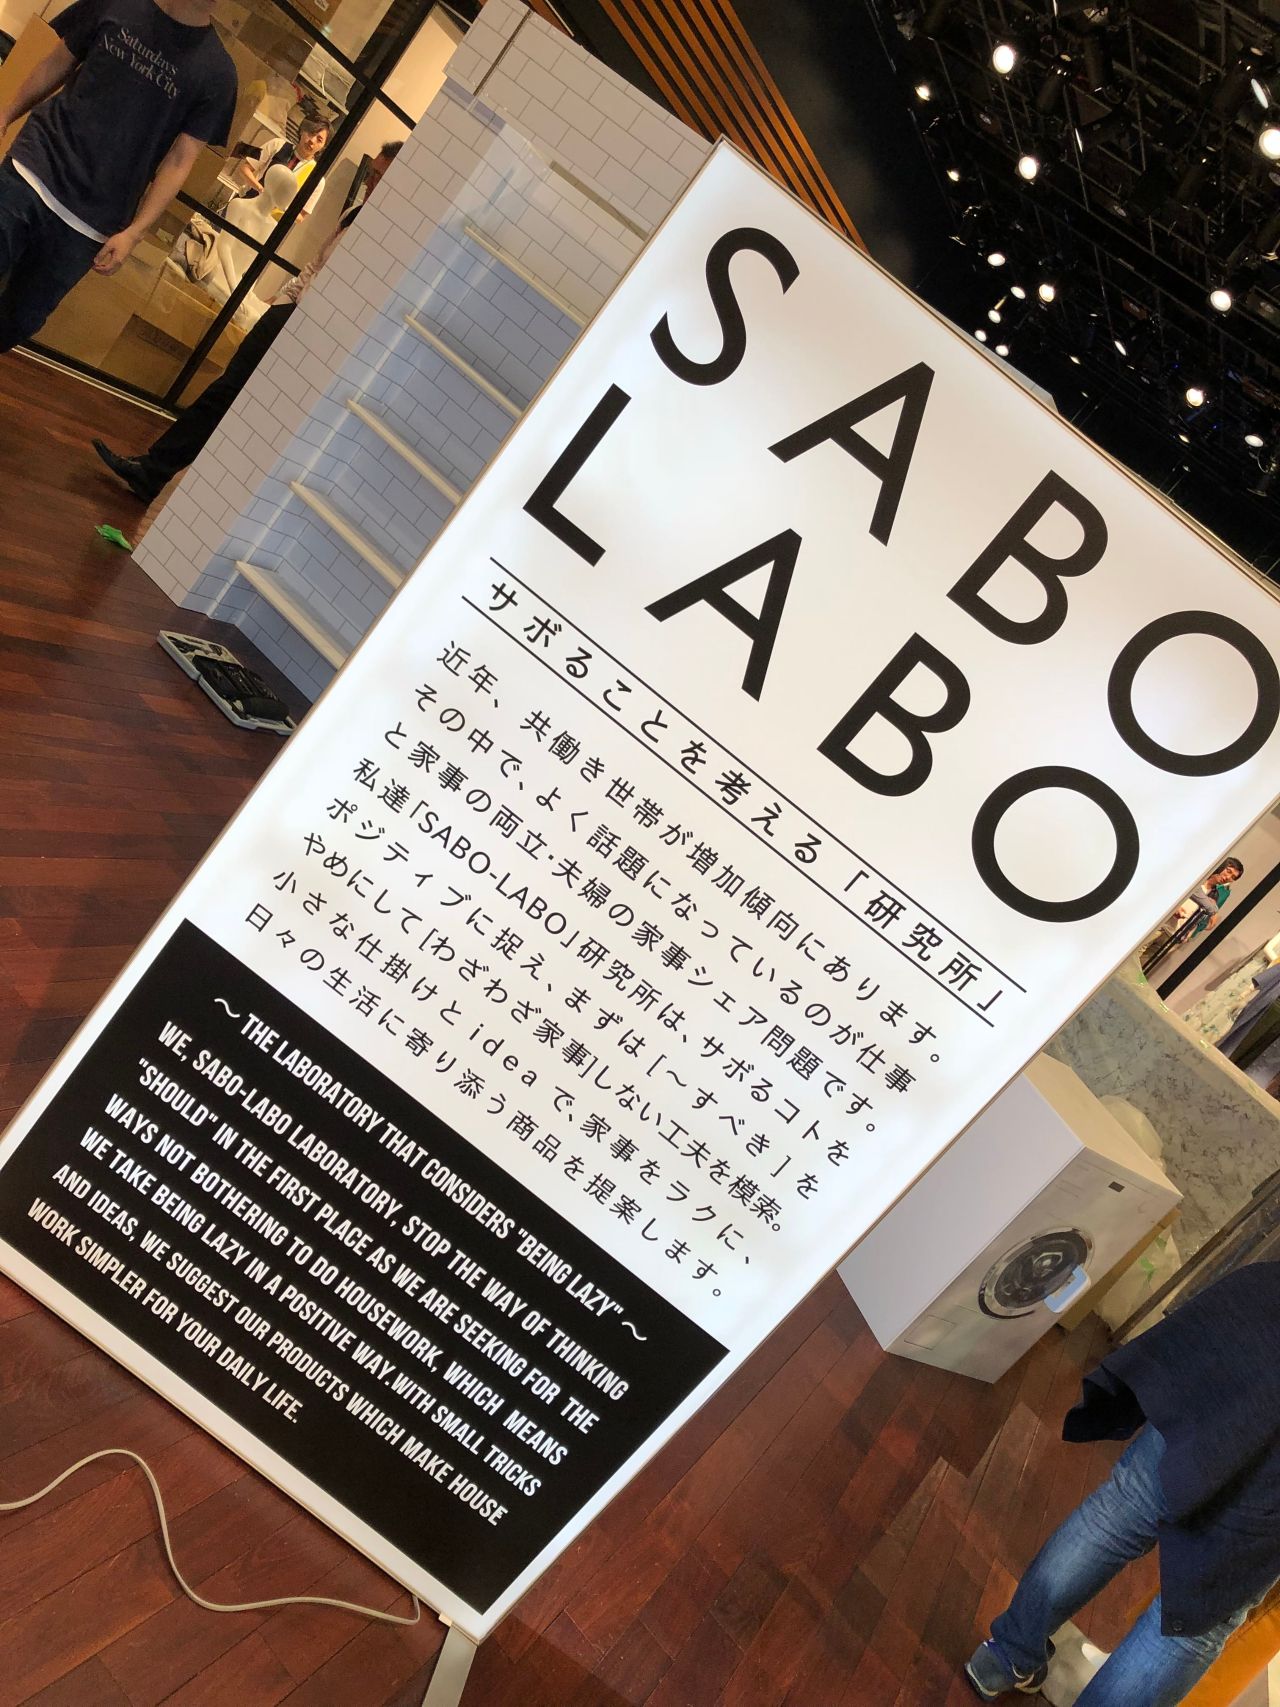 Saturdays
New York City
SABO
LABO
サボることを考える「研究所」
近年、共働き世帯が増加傾向にあります。
その中で、よく話題になっているのが仕事
と家事の両立・夫婦の家事シェア問題です。
私達「SABO-LABO」研究所は、サボるコトを
ポジティブに捉え、まずは[〜すべき]を
やめにして[わざわざ家事]しない工夫を模索。
小さな仕掛けとideaで、家事をラクに、
日々の生活に寄り添う商品を提案します。
〜 THE LABORATORY THAT CONSIDERS "BEING LAZY" 〜
WE, SABO-LABO LABORATORY, STOP THE WAY OF THINKING
"SHOULD" IN THE FIRST PLACE AS WE ARE SEEKING FOR THE
WAYS NOT BOTHERING TO DO HOUSEWORK, WHICH MEANS
WE TAKE BEING LAZY IN A POSITIVE WAY. WITH SMALL TRICKS
AND IDEAS, WE SUGGEST OUR PRODUCTS WHICH MAKE HOUSE
WORK SIMPLER FOR YOUR DAILY LIFE.